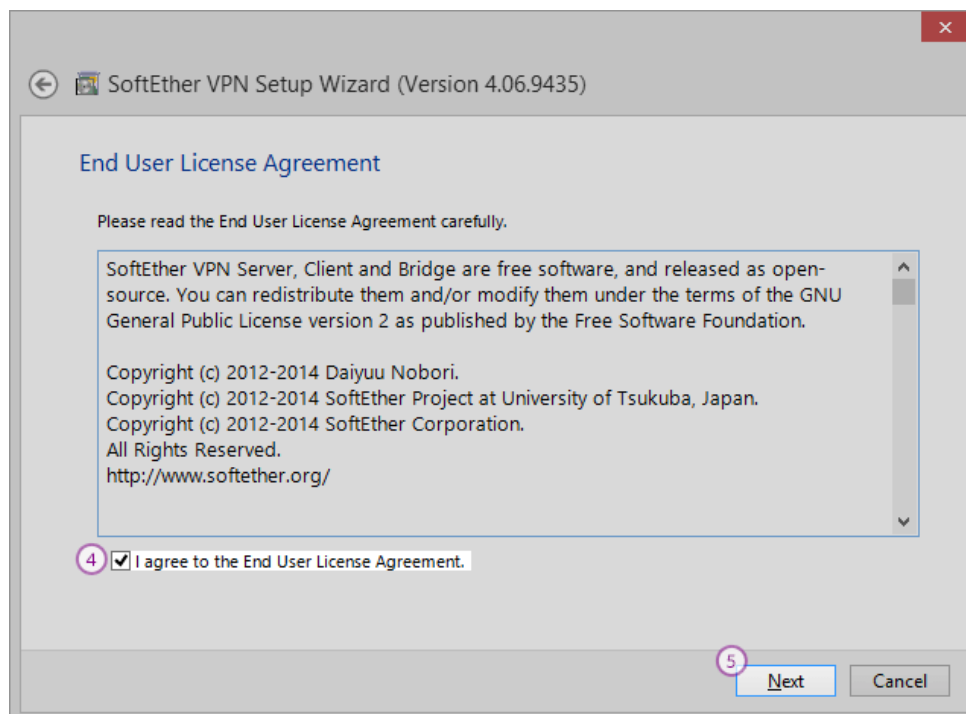 SoftEther VPN Setup Wizard (Version 4.06.9435)
End User License Agreement
Please read the End User License Agreement carefully.
SoftEther VPN Server, Client and Bridge are free software, and released as open-
source. You can redistribute them and/or modify them under the terms of the GNU
General Public License version 2 as published by the Free Software Foundation.
Copyright (c) 2012-2014 Daiyuu Nobori.
Copyright (c) 2012-2014 SoftEther Project at University of Tsukuba, Japan.
Copyright (c) 2012-2014 SoftEther Corporation.
All Rights Reserved.
http://www.softether.org/
4 I agree to the End User License Agreement.
5 Next Cancel